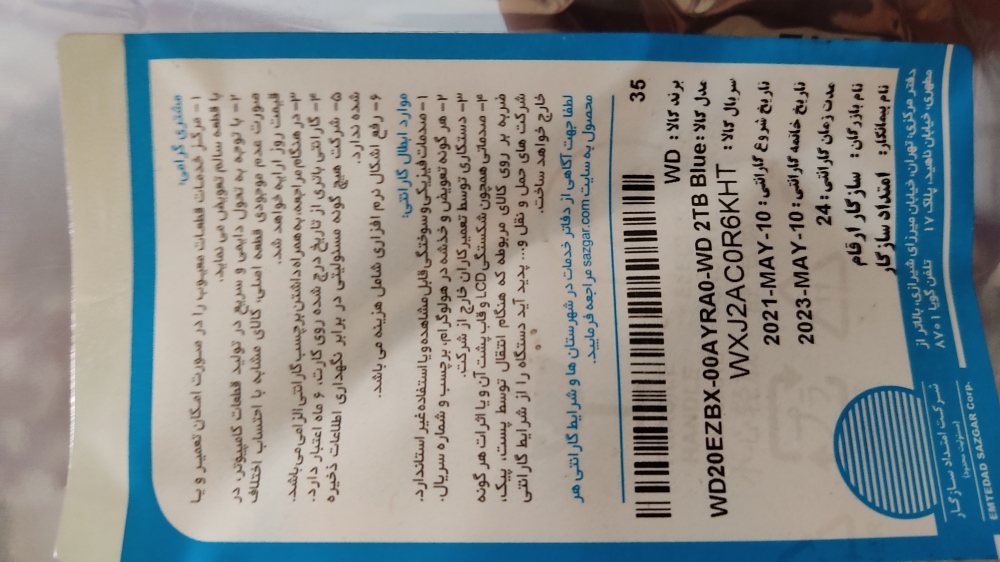 مشتری گرامی:
۱- مرکز خدمات قطعات معیوب را در صورت امکان تعمیر و یا
با قطعه سالم تعویض می نماید.
۲- با توجه به تحول دایمی و سریع در تولید قطعات کامپیوتر، در
صورت عدم موجودی قطعه اصلی، کالای مشابه با احتساب اختلاف
قیمت روز ارایه خواهد شد.
۳- در هنگام مراجعه، به همراه داشتن برچسب گارانتی الزامی می باشد.
۴- گارانتی باتری از تاریخ درج شده روی کارت، ۶ ماه اعتبار دارد.
۵- شرکت هیچ گونه مسئولیتی در برابر نگهداری اطلاعات ذخیره
شده ندارد.
۶- رفع اشکال نرم افزاری شامل هزینه می باشد.
موارد ابطال گارانتی:
۱- صدمات فیزیکی و سوختگی قابل مشاهده و یا استفاده غیر استاندارد.
۲- هر گونه تعویض و خدشه در هولوگرام، برچسب و شماره سریال.
۳- دستکاری توسط تعمیرکاران خارج از شرکت.
۴- صدماتی همچون شکستگی LCD و قاب پشت آن و یا اثرات هر گونه
ضربه بر روی کالای مربوطه که هنگام انتقال توسط پست، پیک،
شرکت های حمل و نقل و... پدید آید دستگاه را از شرایط گارانتی
خارج خواهد ساخت.
لطفا جهت آگاهی از دفاتر خدمات در شهرستان ها و شرایط گارانتی هر
محصول به سایت sazgar.com مراجعه فرمایید.
35
برند کالا: WD
مدل کالا: WD20EZBX-00AYRA0-WD 2TB Blue
سریال کالا: WXJ2AC0R6KHT
تاریخ شروع گارانتی: 2021-MAY-10
تاریخ خاتمه گارانتی: 2023-MAY-10
مدت زمان گارانتی: 24
نام بازرگان: سازگار ارقام
نام پیمانکار: امتداد سازگار
دفتر مرکزی: تهران، خیابان میرزای شیرازی، بالاتر از
مطهری، خیابان ناهید، پلاک ۱۷ تلفن گویا ۸۷۰۱
شرکت امتداد سازگار
(مسئولیت محدود)
EMTEDAD SAZGAR Corp.